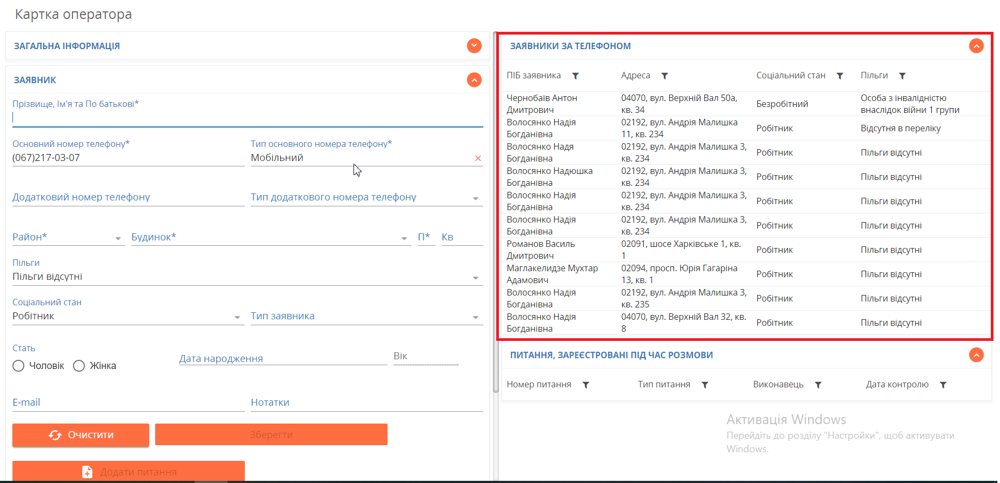 Картка оператора
ЗАГАЛЬНА ІНФОРМАЦІЯ
ЗАЯВНИК
Прізвище, Ім'я та По батькові*
Основний номер телефону*
Тип основного номера телефону*
(067)217-03-07
Мобільний
Додатковий номер телефону
Тип додаткового номера телефону
Район*
Будинок*
П*
Кв
Пільги
Пільги відсутні
Соціальний стан
Робітник
Тип заявника
Стать
Чоловік
Жінка
Дата народження
Вік
E-mail
Нотатки
Очистити
Зберегти
Додати питання
ЗАЯВНИКИ ЗА ТЕЛЕФОНОМ
ПІБ заявника
Адреса
Соціальний стан
Пільги
Чернобаїв Антон
Дмитрович
04070, вул. Верхній Вал 50а,
кв. 34
Безробітний
Особа з інвалідністю
внаслідок війни 1 групи
Волосянко Надія
Богданівна
02192, вул. Андрія Малишка
11, кв. 234
Робітник
Відсутня в переліку
Волосянко Надя
Богданівна
02192, вул. Андрія Малишка 3,
кв. 234
Робітник
Пільги відсутні
Волосянко Надюшка
Богданівна
02192, вул. Андрія Малишка 3,
кв. 234
Робітник
Пільги відсутні
Волосянко Надія
Богданівна
02192, вул. Андрія Малишка 3,
кв. 234
Робітник
Пільги відсутні
Волосянко Надія
Богданівна
02192, вул. Андрія Малишка 3,
кв. 234
Робітник
Пільги відсутні
Романов Василь
Дмитрович
02091, шосе Харківське 1, кв.
1
Робітник
Пільги відсутні
Маглакелидзе Мухтар
Адамович
02094, просп. Юрія Гагаріна
13, кв. 1
Робітник
Пільги відсутні
Волосянко Надія
Богданівна
02192, вул. Андрія Малишка 3,
кв. 235
Робітник
Пільги відсутні
Волосянко Надія
Богданівна
04070, вул. Верхній Вал 32, кв.
8
Робітник
Пільги відсутні
ПИТАННЯ, ЗАРЕЄСТРОВАНІ ПІД ЧАС РОЗМОВИ
Номер питання
Тип питання
Виконавець
Дата контролю
Активація Windows
Перейдіть до розділу "Настройки", щоб активувати
Windows.